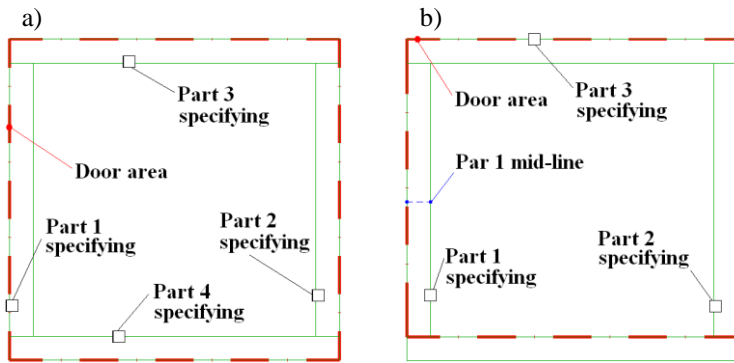 a)
Part 3
specifying
Door area
Part 1
specifying
Part 2
specifying
Part 4
specifying
b)
Part 3
specifying
Door area
Par 1 mid-line
Part 1
specifying
Part 2
specifying